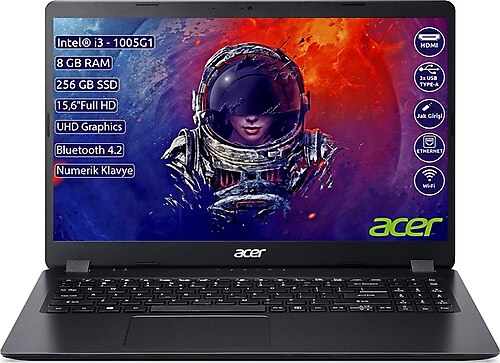 Intel® i3 - 1005G1
8 GB RAM
256 GB SSD
15,6"Full HD
UHD Graphics
Bluetooth 4.2
Numerik Klavye
HDMI
3x USB
TYPE-A
Jak Girişi
ETHERNET
Wi-Fi
acer
acer